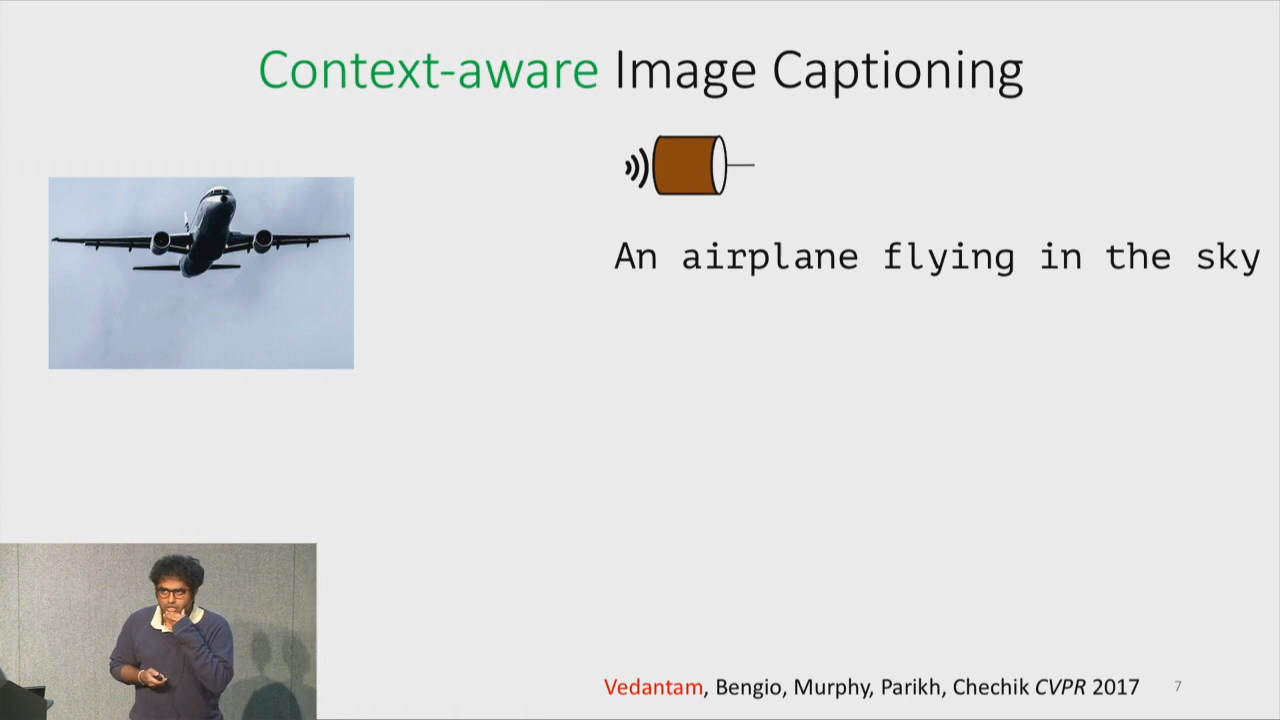 Context-aware Image Captioning
An airplane flying in the sky
Vedantam, Bengio, Murphy, Parikh, Chechik CVPR 2017
7